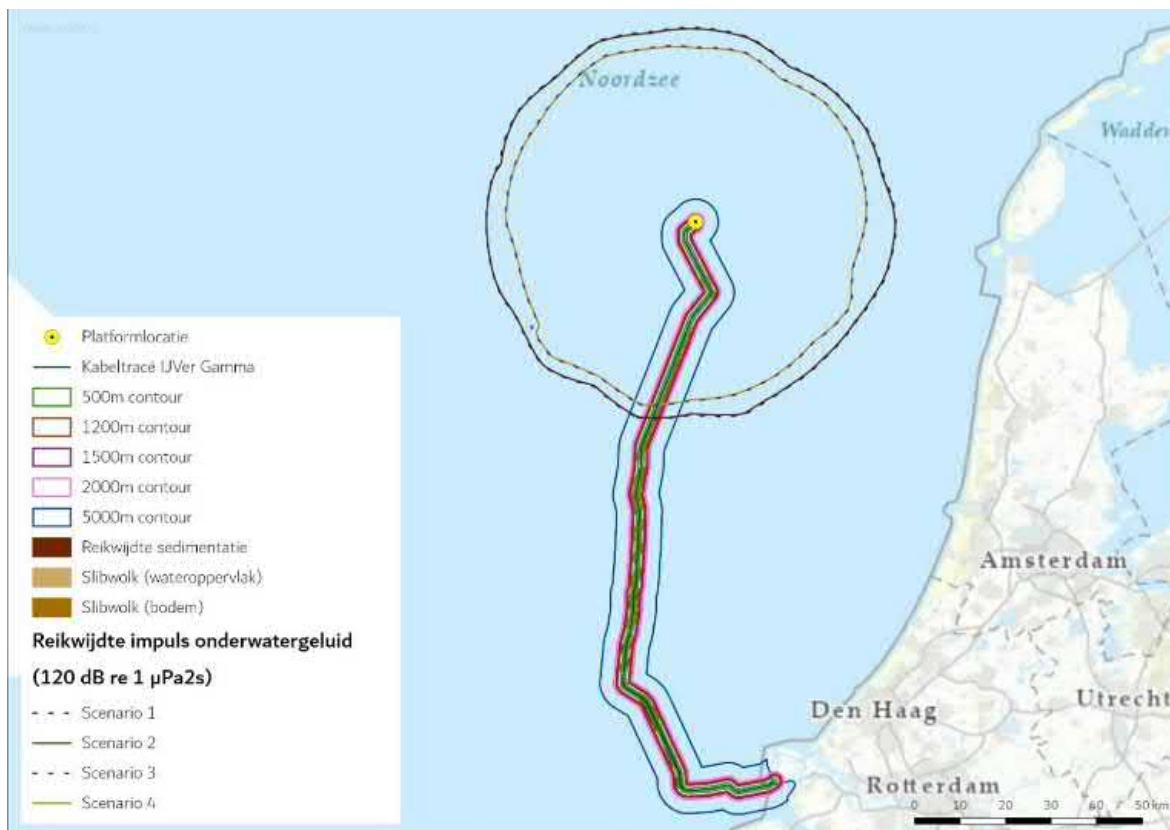 Noordzee
Wadden
Platformlocatie
Kabeltracé IJVer Gamma
500m contour
1200m contour
1500m contour
2000m contour
5000m contour
Reikwijdte sedimentatie
Slibwolk (wateroppervlak)
Slibwolk (bodem)
Reikwijdte impuls onderwatergeluid
(120 dB re 1 µPa2s)
Scenario 1
Scenario 2
Scenario 3
Scenario 4
Amsterdam
Utrecht
Den Haag
Rotterdam
0 10 20 30 40 50 km